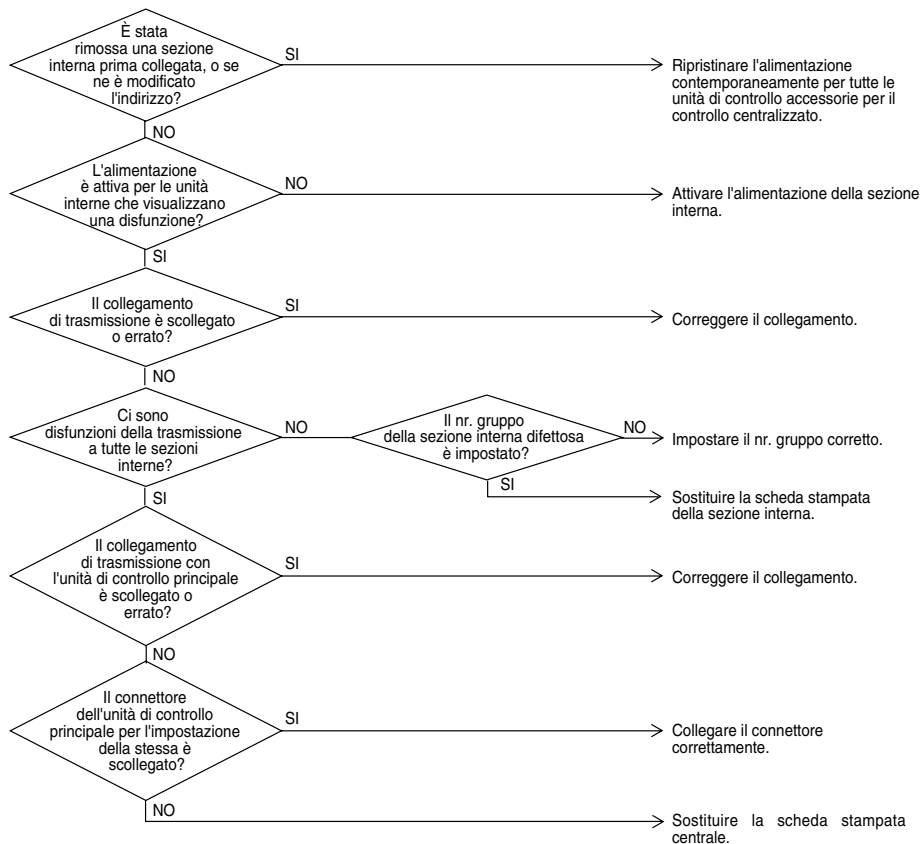 È stata
rimossa una sezione
interna prima collegata, o se
ne è modificato
l'indirizzo?
SI
Ripristinare l'alimentazione
contemporaneamente per tutte le
unità di controllo accessorie per il
controllo centralizzato.
NO
L'alimentazione
è attiva per le unità
interne che visualizzano
una disfunzione?
NO
Attivare l'alimentazione della sezione
interna.
SI
Il collegamento
di trasmissione è scollegato
o errato?
SI
Correggere il collegamento.
NO
Ci sono
disfunzioni della trasmissione
a tutte le sezioni
interne?
NO
Il nr. gruppo
della sezione interna difettosa
è impostato?
NO
Impostare il nr. gruppo corretto.
SI
Sostituire la scheda stampata
della sezione interna.
SI
Il collegamento
di trasmissione con
l'unità di controllo principale
è scollegato o
errato?
SI
Correggere il collegamento.
NO
Il connettore
dell'unità di controllo
principale per l'impostazione
della stessa è
scollegato?
SI
Collegare il connettore
correttamente.
NO
Sostituire la scheda stampata
centrale.